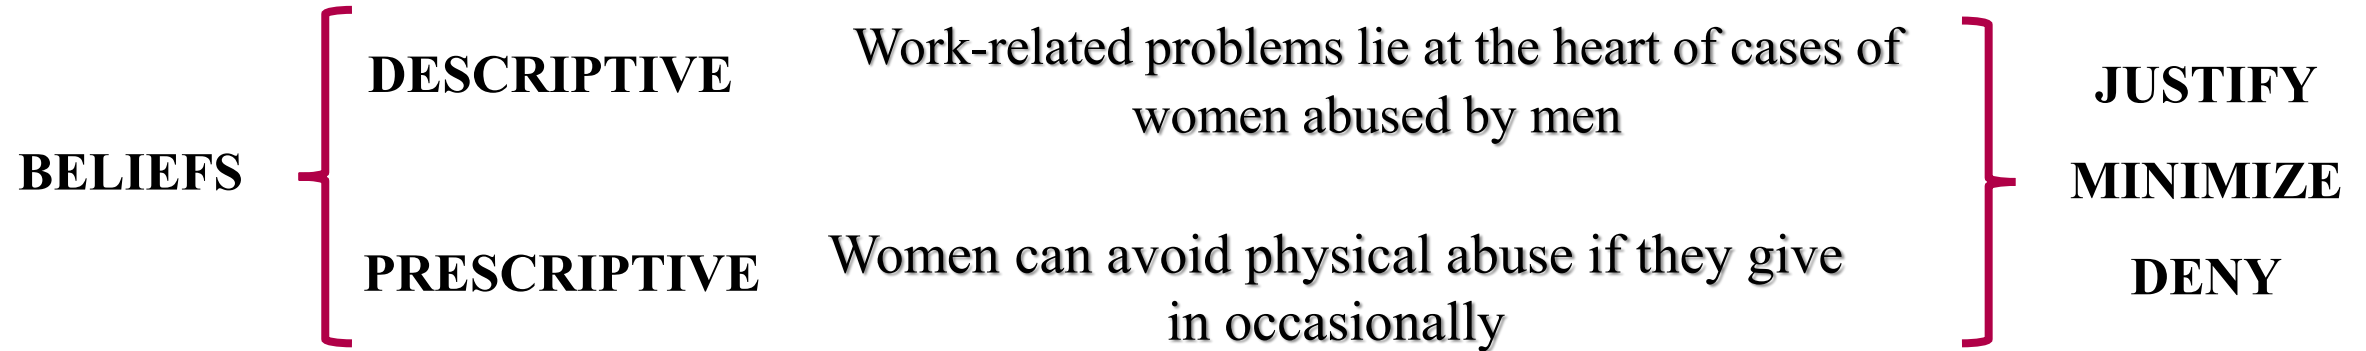 BELIEFS
DESCRIPTIVE
Work-related problems lie at the heart of cases of
women abused by men
PRESCRIPTIVE
Women can avoid physical abuse if they give
in occasionally
JUSTIFY
MINIMIZE
DENY